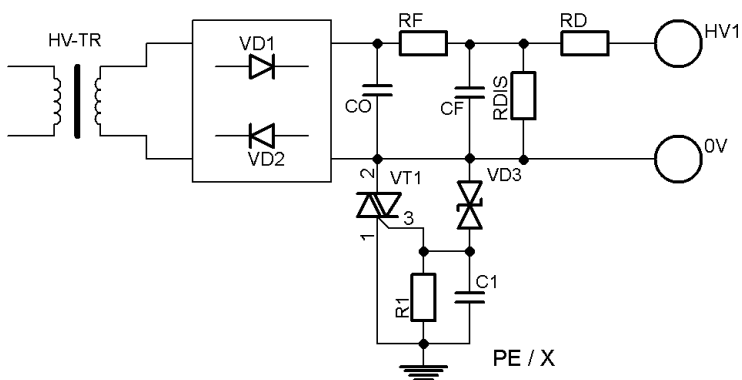 HV-TR
VD1
VD2
RF
RD
HV1
CO
CF
RDIS
0V
2
VT1
VD3
3
1
R1
C1
PE / X